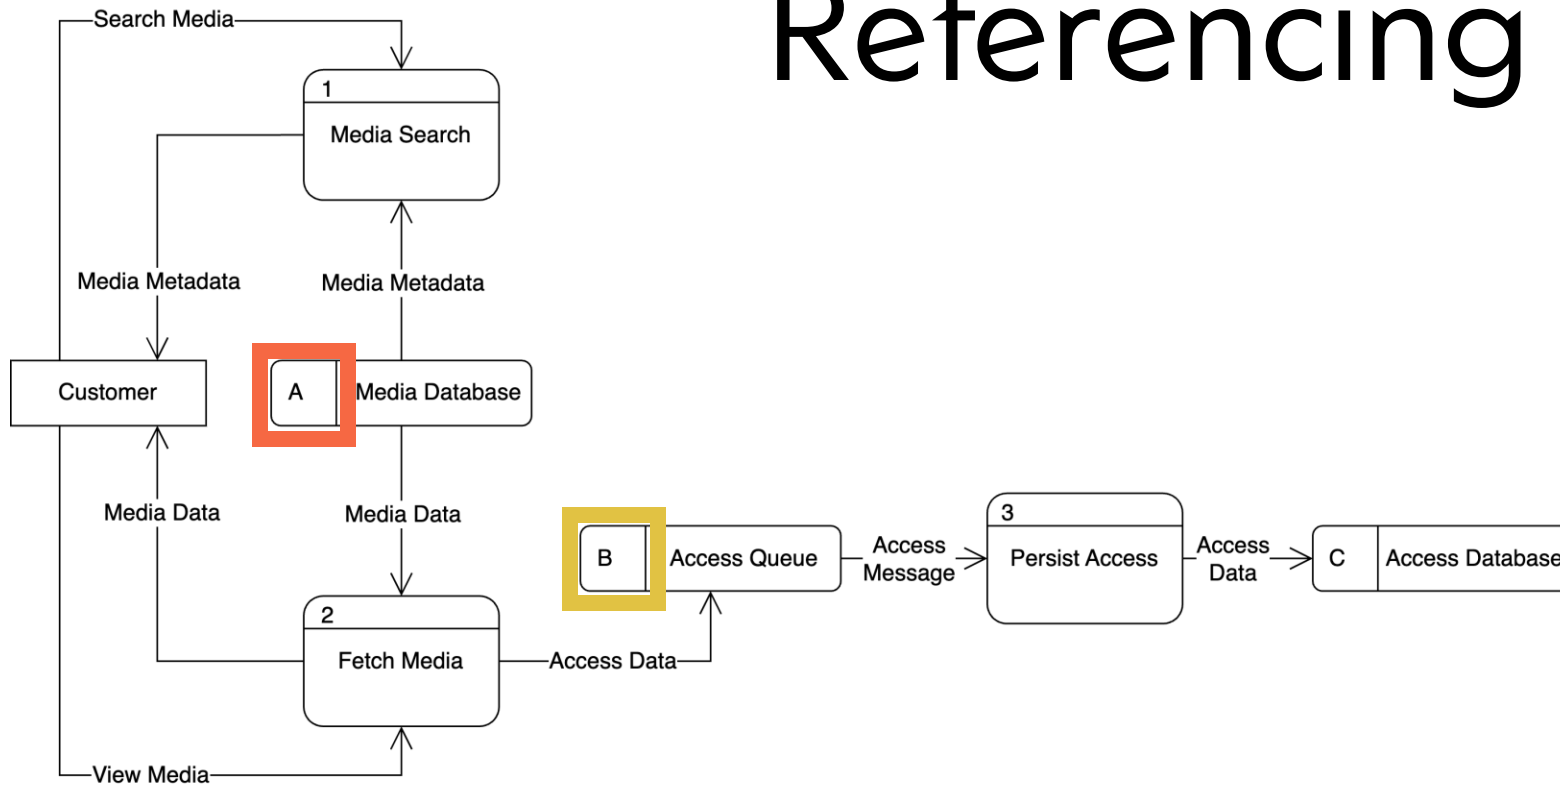 Referencing
Search Media
1
Media Search
Media Metadata
Media Metadata
Customer
A
Media Database
Media Data
Media Data
B
Access Queue
Access
Message
3
Persist Access
Access
Data
C
Access Database
2
Fetch Media
Access Data
View Media